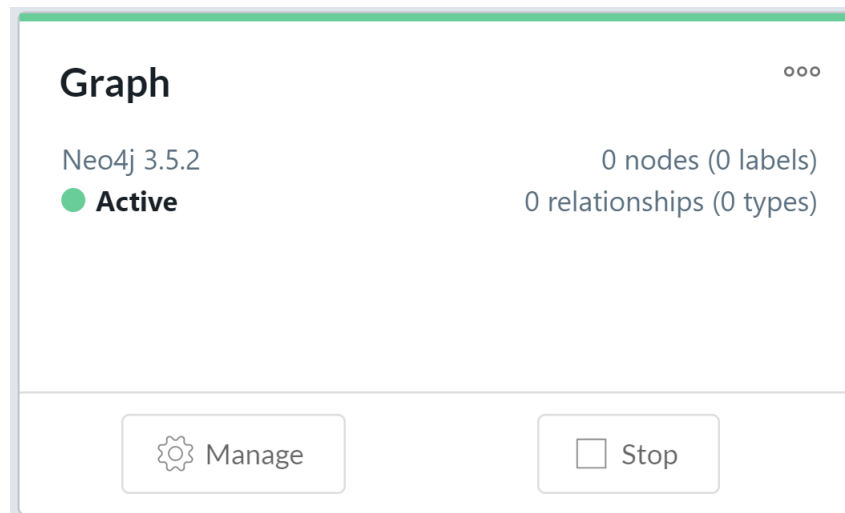 Graph
Neo4j 3.5.2
0 nodes (0 labels)
Active
0 relationships (0 types)
Manage
Stop